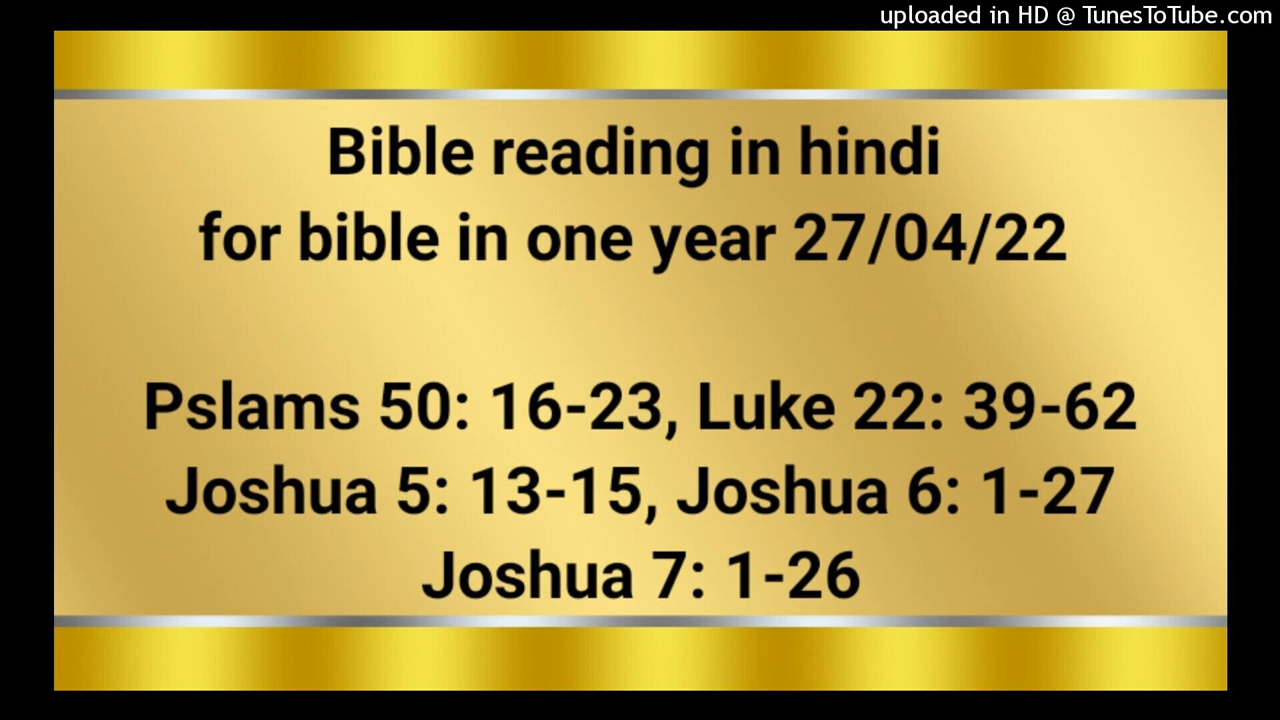 uploaded in HD @ TunesToTube.com
Bible reading in hindi
for bible in one year 27/04/22
Pslams 50: 16-23, Luke 22: 39-62
Joshua 5: 13-15, Joshua 6: 1-27
Joshua 7: 1-26